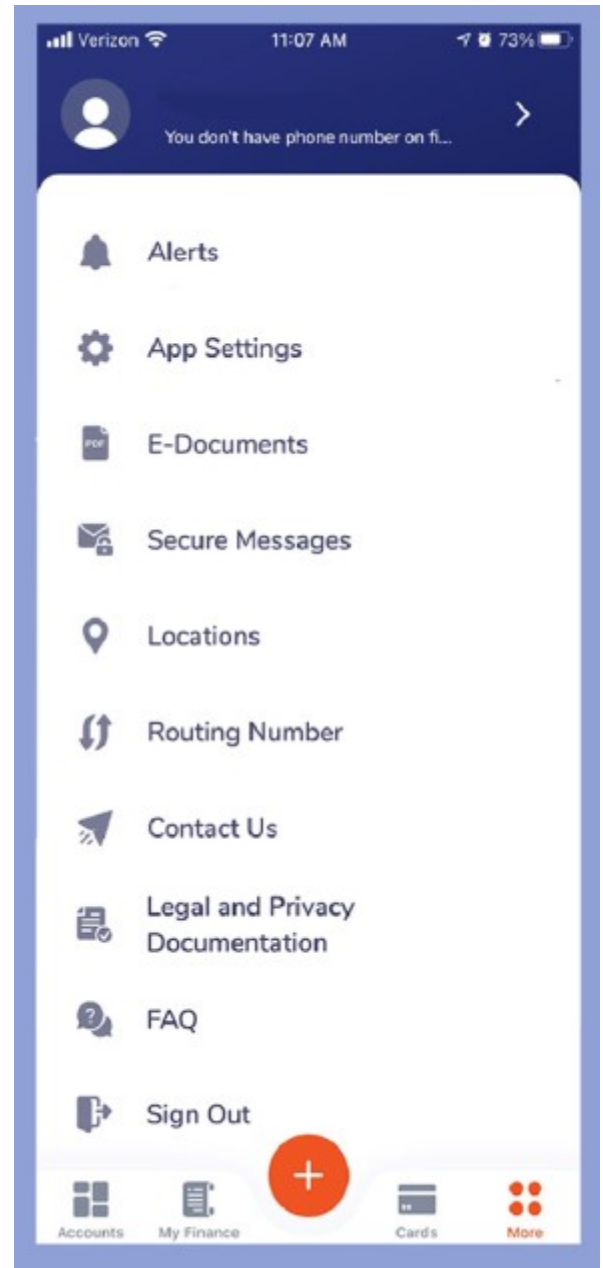 Verizon 11:07 AM 73%
You don't have phone number on fi...
Alerts
App Settings
PDF
E-Documents
Secure Messages
Locations
Routing Number
Contact Us
Legal and Privacy
Documentation
?
FAQ
Sign Out
+
Accounts My Finance Cards More